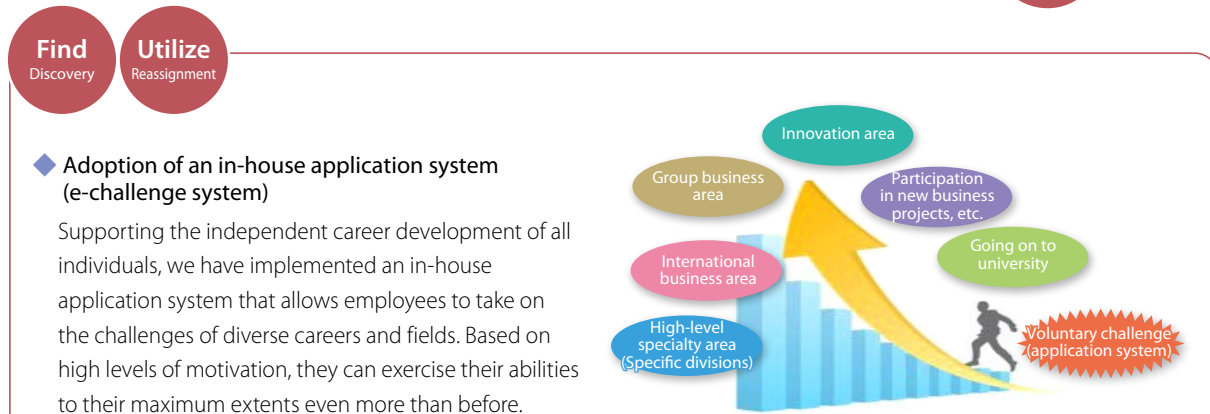 Find
Discovery
Utilize
Reassignment
Adoption of an in-house application system
(e-challenge system)
Supporting the independent career development of all
individuals, we have implemented an in-house
application system that allows employees to take on
the challenges of diverse careers and fields. Based on
high levels of motivation, they can exercise their abilities
to their maximum extents even more than before.
Innovation area
Group business
area
Participation
in new business
projects, etc.
International
business area
Going on to
university
High-level
specialty area
(Specific divisions)
Voluntary challenge
(application system)